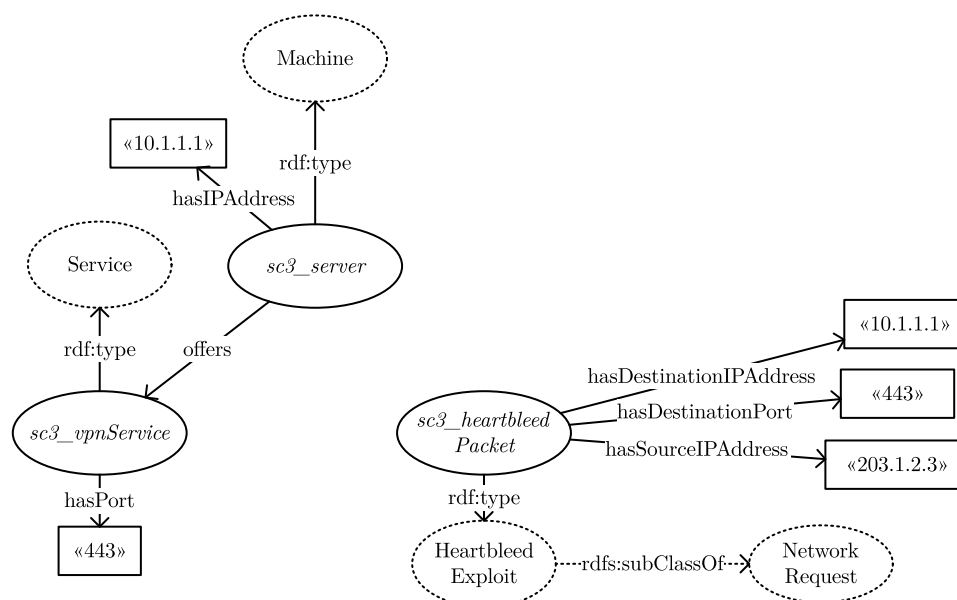 Machine
«10.1.1.1»
rdf:type
hasIPAddress
Service
sc3_server
rdf:type
offers
sc3_vpnService
hasPort
«443»
«10.1.1.1»
hasDestinationIPAddress
«443»
hasDestinationPort
sc3_heartbleed
Packet
hasSourceIPAddress
«203.1.2.3»
rdf:type
Heartbleed
Exploit
rdfs:subClassOf
Network
Request